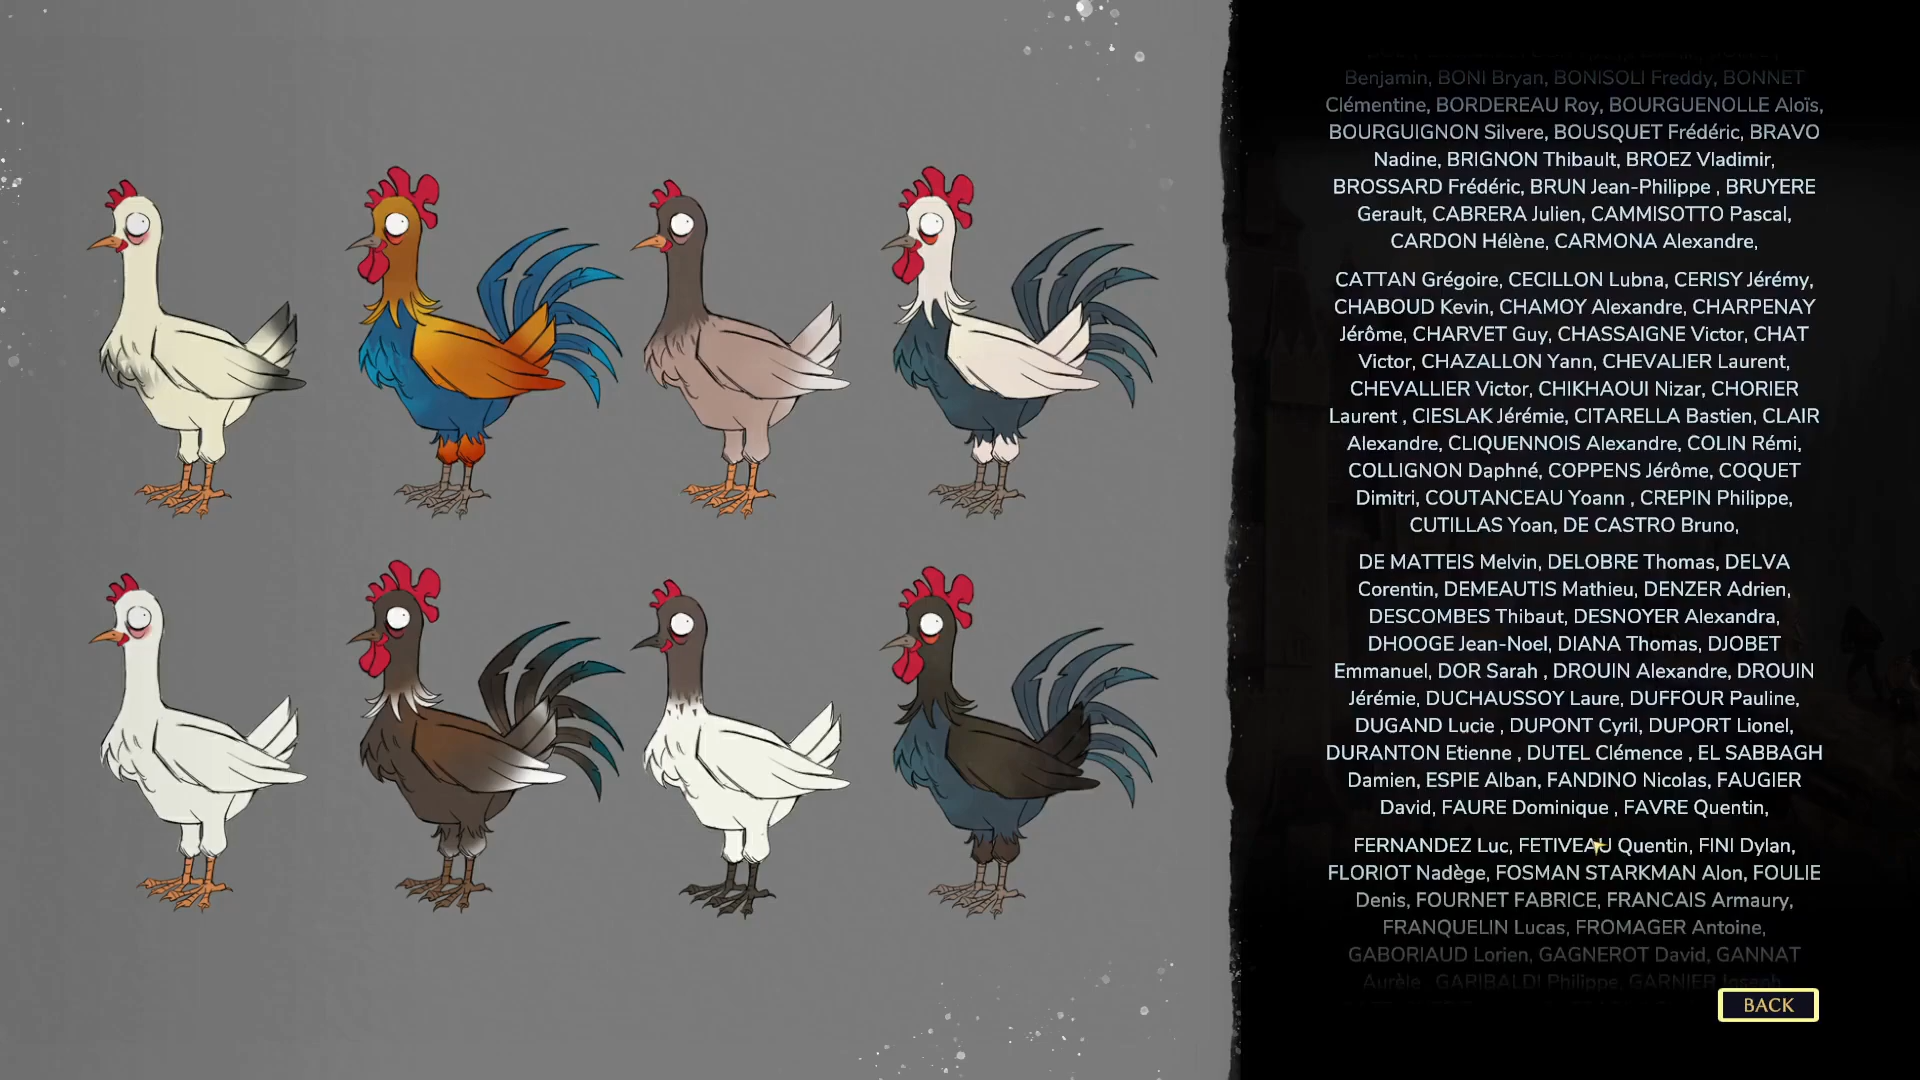 Benjamin, BONI Bryan, BONISOLI Freddy, BONNET
Clémentine, BORDEREAU Roy, BOURGUENOLLE Aloïs,
BOURGUIGNON Silvere, BOUSQUET Frédéric, BRAVO
Nadine, BRIGNON Thibault, BROEZ Vladimir,
BROSSARD Frédéric, BRUN Jean-Philippe , BRUYERE
Gerault, CABRERA Julien, CAMMISOTTO Pascal,
CARDON Hélène, CARMONA Alexandre,
CATTAN Grégoire, CECILLON Lubna, CERISY Jérémy,
CHABOUD Kevin, CHAMOY Alexandre, CHARPENAY
Jérôme, CHARVET Guy, CHASSAIGNE Victor, CHAT
Victor, CHAZALLON Yann, CHEVALIER Laurent,
CHEVALLIER Victor, CHIKHAOUI Nizar, CHORIER
Laurent , CIESLAK Jérémie, CITARELLA Bastien, CLAIR
Alexandre, CLIQUENNOIS Alexandre, COLIN Rémi,
COLLIGNON Daphné, COPPENS Jérôme, COQUET
Dimitri, COUTANCEAU Yoann , CREPIN Philippe,
CUTILLAS Yoan, DE CASTRO Bruno,
DE MATTEIS Melvin, DELOBRE Thomas, DELVA
Corentin, DEMEAUTIS Mathieu, DENZER Adrien,
DESCOMBES Thibaut, DESNOYER Alexandra,
DHOOGE Jean-Noel, DIANA Thomas, DJOBET
Emmanuel, DOR Sarah , DROUIN Alexandre, DROUIN
Jérémie, DUCHAUSSOY Laure, DUFFOUR Pauline,
DUGAND Lucie , DUPONT Cyril, DUPORT Lionel,
DURANTON Etienne , DUTEL Clémence , EL SABBAGH
Damien, ESPIE Alban, FANDINO Nicolas, FAUGIER
David, FAURE Dominique , FAVRE Quentin,
FERNANDEZ Luc, FETIVEAU Quentin, FINI Dylan,
FLORIOT Nadège, FOSMAN STARKMAN Alon, FOULIE
Denis, FOURNET FABRICE, FRANCAIS Armaury,
FRANQUELIN Lucas, FROMAGER Antoine,
GABORIAUD Lorien, GAGNEROT David, GANNAT
Aurèle , GARIBALDI Philippe, GARNIER Joseph
BACK